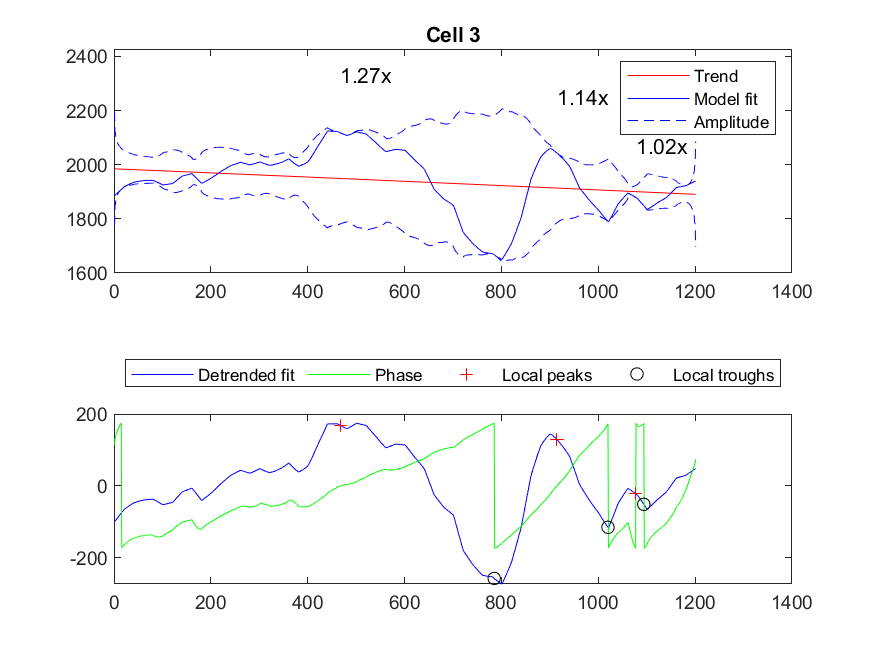 Cell 3
2400
2200
2000
1800
1600
1.27x
1.14x
1.02x
Trend
Model fit
Amplitude
0 200 400 600 800 1000 1200 1400
Detrended fit Phase Local peaks Local troughs
200
0
-200
0 200 400 600 800 1000 1200 1400